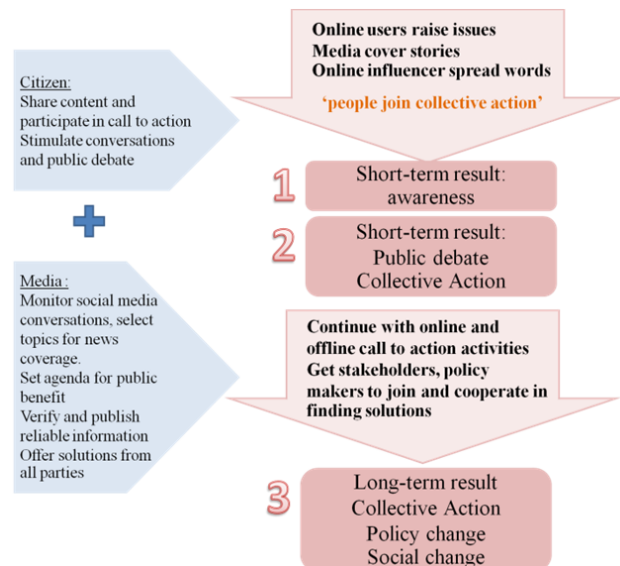 Citizen:
Share content and
participate in call to action
Stimulate conversations
and public debate
Media :
Monitor social media
conversations, select
topics for news
coverage.
Set agenda for public
benefit
Verify and publish
reliable information
Offer solutions from
all parties
Online users raise issues
Media cover stories
Online influencer spread words
‘people join collective action’
1
Short-term result:
awareness
2
Short-term result:
Public debate
Collective Action
Continue with online and
offline call to action activities
Get stakeholders, policy
makers to join and cooperate in
finding solutions
3
Long-term result
Collective Action
Policy change
Social change